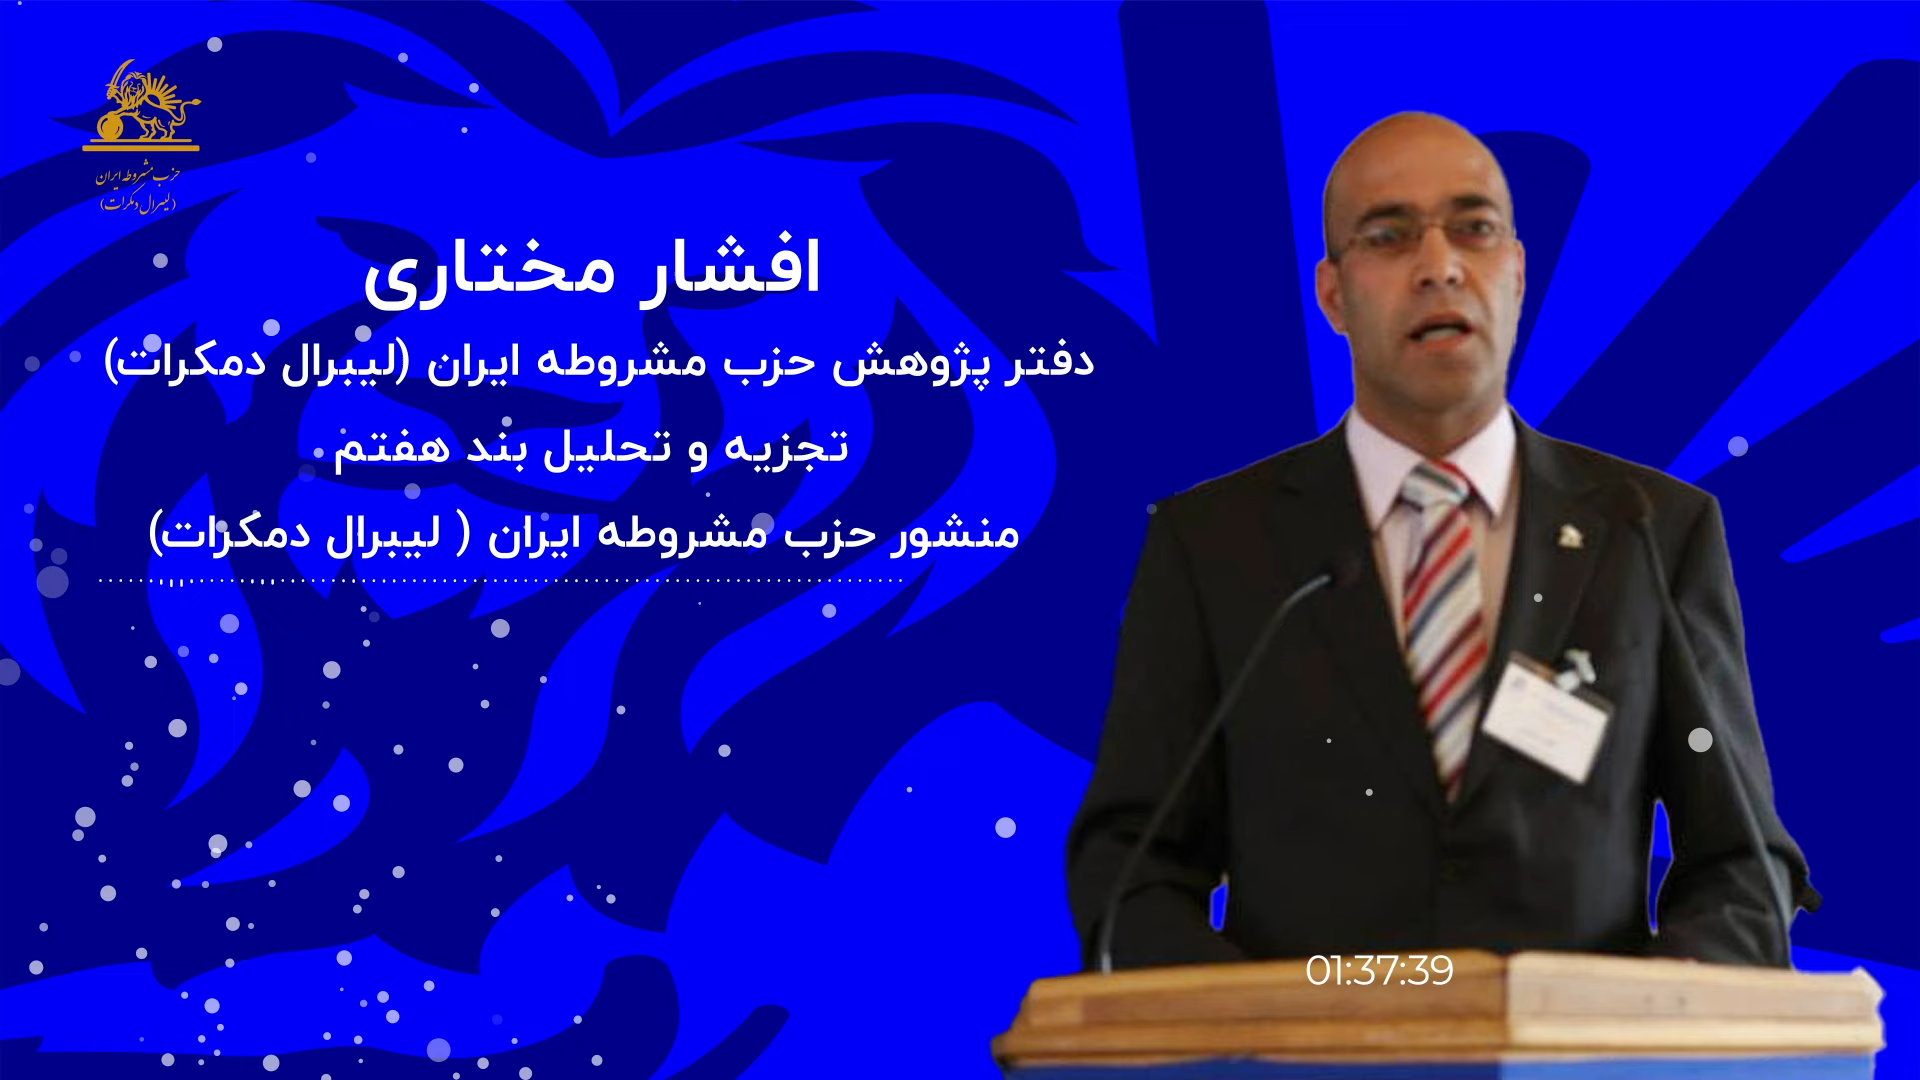 حزب مشروطه ایران
(لیبرال دمکرات)
افشار مختاری
دفتر پژوهش حزب مشروطه ایران (لیبرال دمکرات)
تجزیه و تحلیل بند هفتم
منشور حزب مشروطه ایران ( لیبرال دمکرات)
01:37:39